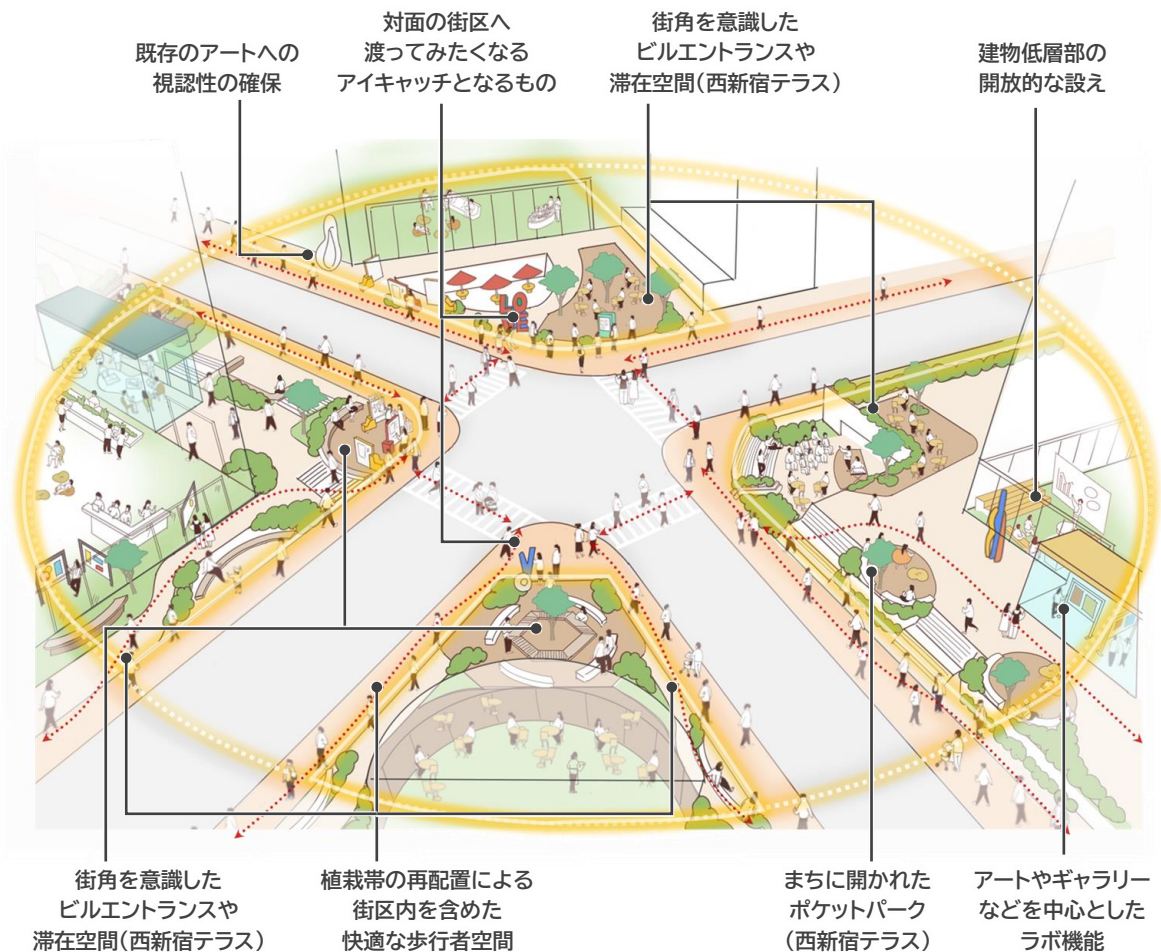 既存のアートへの
視認性の確保
対面の街区へ
渡ってみたくなる
アイキャッチとなるもの
街角を意識した
ビルエントランスや
滞在空間(西新宿テラス)
建物低層部の
開放的な設え
LO
VE
街角を意識した
ビルエントランスや
滞在空間(西新宿テラス)
植栽帯の再配置による
街区内を含めた
快適な歩行者空間
まちに開かれた
ポケットパーク
(西新宿テラス)
アートやギャラリー
などを中心とした
ラボ機能